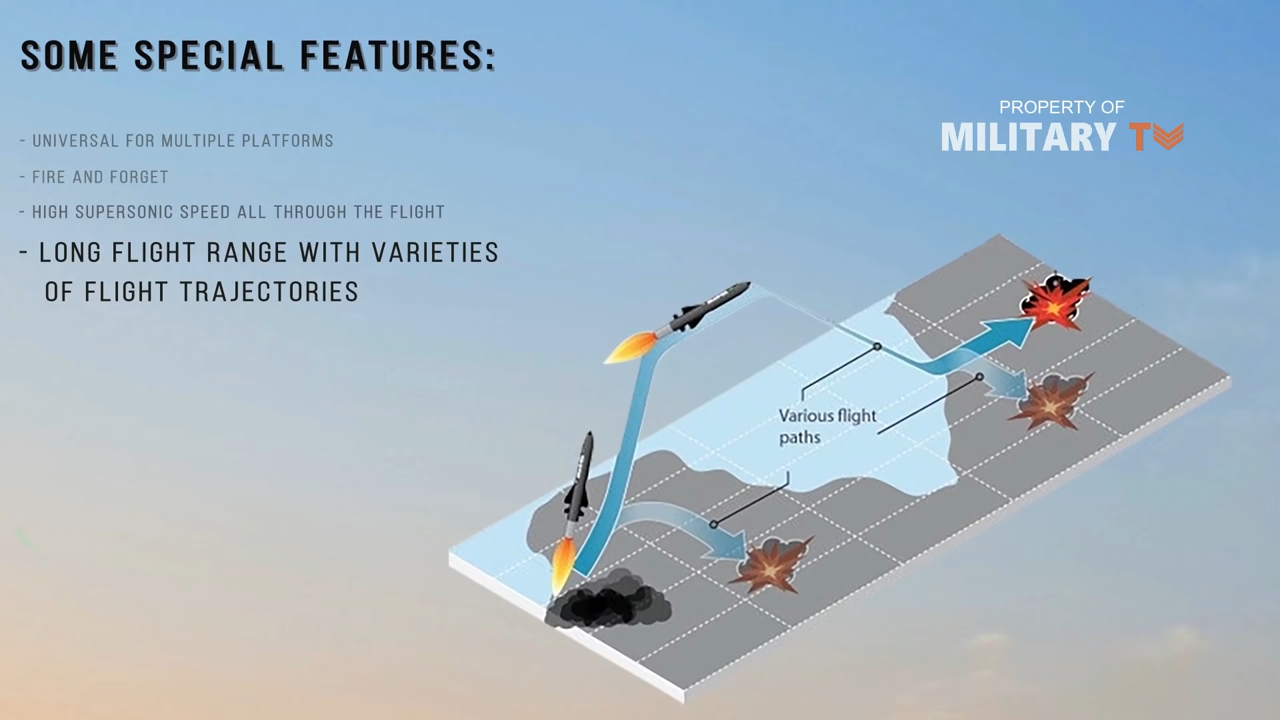 SOME SPECIAL FEATURES:
- UNIVERSAL FOR MULTIPLE PLATFORMS
- FIRE AND FORGET
- HIGH SUPERSONIC SPEED ALL THROUGH THE FLIGHT
- LONG FLIGHT RANGE WITH VARIETIES
OF FLIGHT TRAJECTORIES
PROPERTY OF
MILITARY TV
Various flight
paths